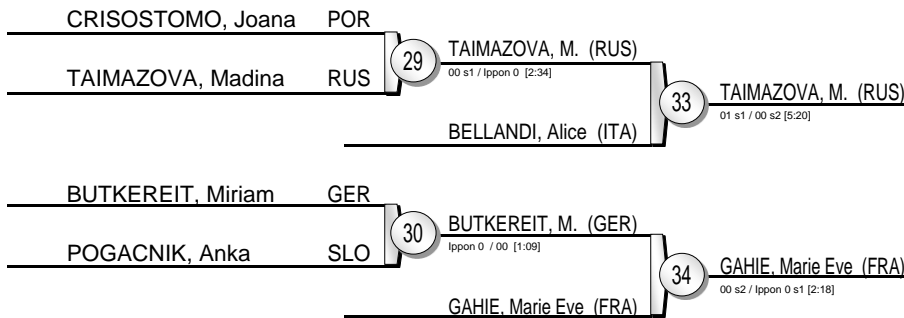 CRISOSTOMO, Joana POR
TAIMAZOVA, Madina RUS
29
TAIMAZOVA, M. (RUS)
00 s1 / Ippon 0 [2:34]
BELLANDI, Alice (ITA)
33
TAIMAZOVA, M. (RUS)
01 s1 / 00 s2 [5:20]
BUTKEREIT, Miriam GER
POGACNIK, Anka SLO
30
BUTKEREIT, M. (GER)
Ippon 0 / 00 [1:09]
GAHIE, Marie Eve (FRA)
34
GAHIE, Marie Eve (FRA)
00 s2 / Ippon 0 s1 [2:18]